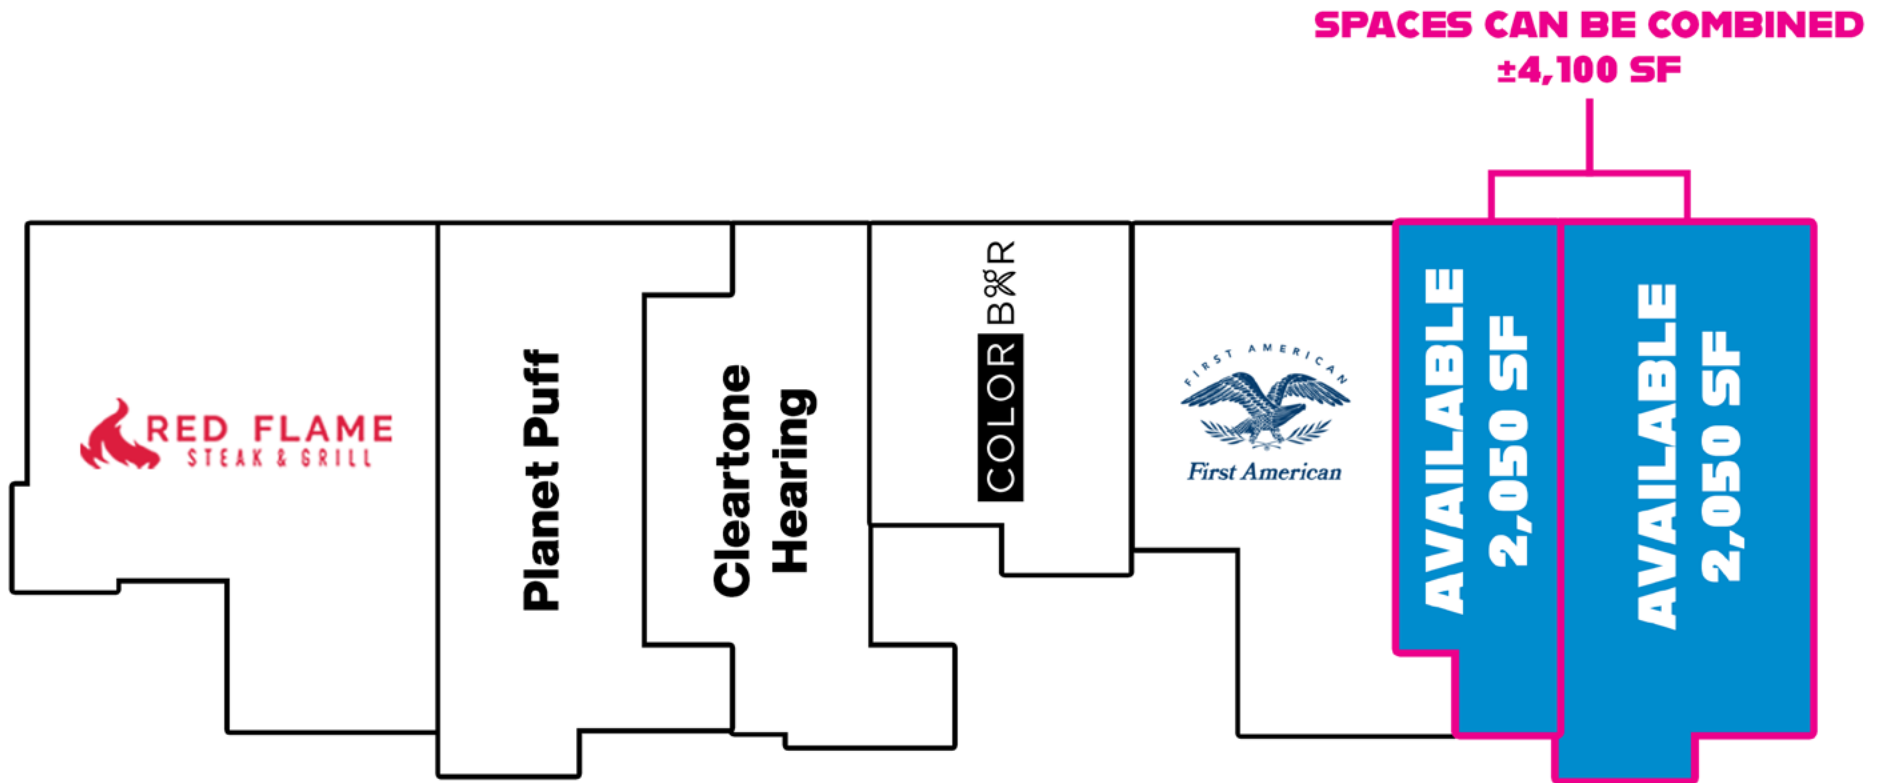 SPACES CAN BE COMBINED
±4,100 SF
RED FLAME
STEAK & GRILL
Planet Puff
Cleartone
Hearing
COLOR BAR
FIRST AMERICAN
First American
AVAILABLE
2,050 SF
AVAILABLE
2,050 SF